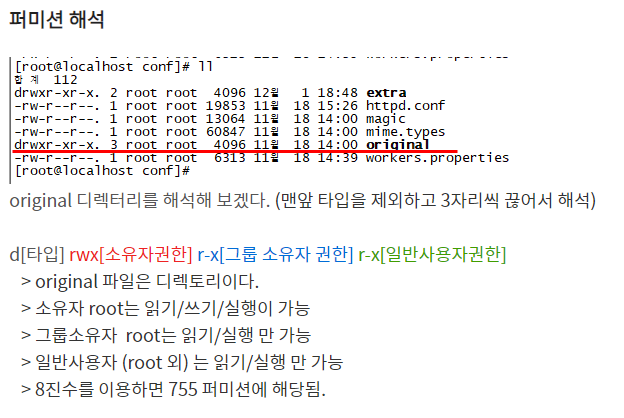 퍼미션 해석
[root@localhost conf]# ll
합계 112
drwxr-xr-x. 2 root root 4096 12월 1 18:48 extra
-rw-r--r--. 1 root root 19853 11월 18 15:26 httpd.conf
-rw-r--r--. 1 root root 13064 11월 18 14:00 magic
-rw-r--r--. 1 root root 60847 11월 18 14:00 mime.types
drwxr-xr-x. 3 root root 4096 11월 18 14:00 original
-rw-r--r--. 1 root root 6313 11월 18 14:39 workers.properties
[root@localhost conf]#
original 디렉터리를 해석해 보겠다. (맨앞 타입을 제외하고 3자리씩 끊어서 해석)
d[타입] rwx[소유자권한] r-x[그룹 소유자 권한] r-x[일반사용자권한]
> original 파일은 디렉토리이다.
> 소유자 root는 읽기/쓰기/실행이 가능
> 그룹소유자 root는 읽기/실행 만 가능
> 일반사용자 (root 외) 는 읽기/실행 만 가능
> 8진수를 이용하면 755 퍼미션에 해당됨.